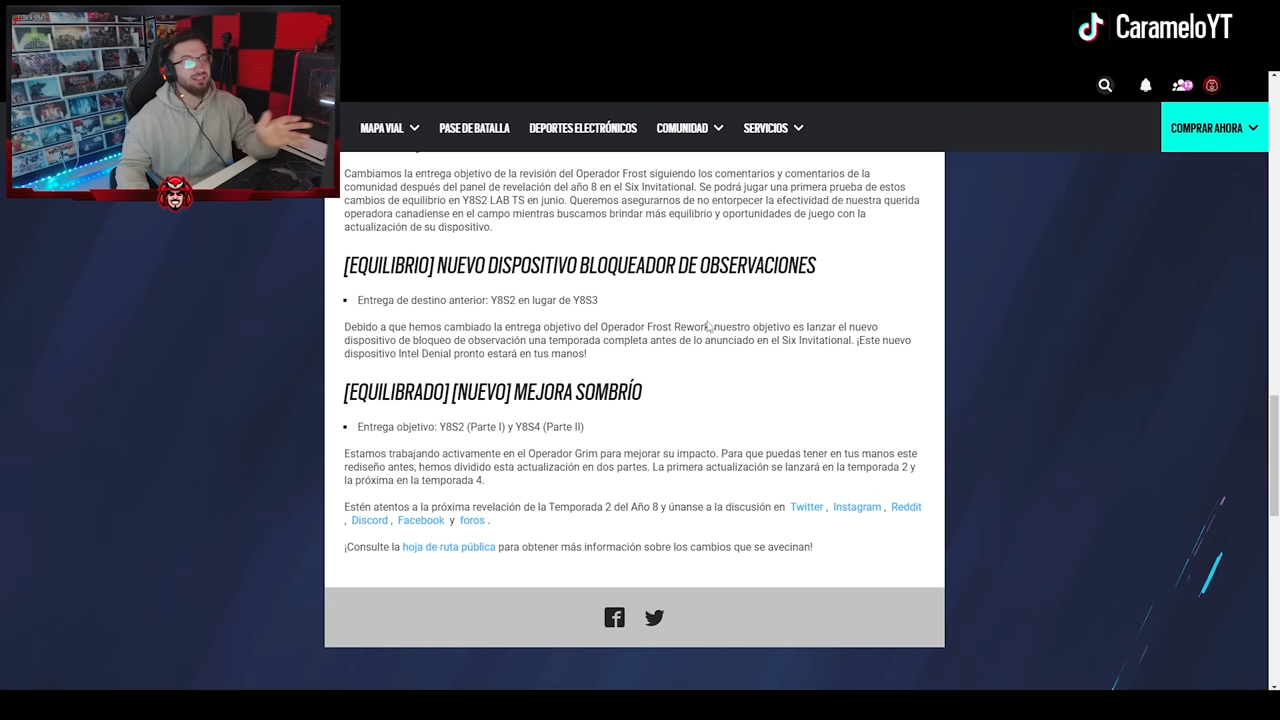 CarameloYT
MAPA VIAL
PASE DE BATALLA
DEPORTES ELECTRÓNICOS
COMUNIDAD
SERVICIOS
COMPRAR AHORA
Cambiamos la entrega objetivo de la revisión del Operador Frost siguiendo los comentarios y comentarios de la
comunidad después del panel de revelación del año 8 en el Six Invitational. Se podrá jugar una primera prueba de estos
cambios de equilibrio en Y8S2 LAB TS en junio. Queremos asegurarnos de no entorpecer la efectividad de nuestra querida
operadora canadiense en el campo mientras buscamos brindar más equilibrio y oportunidades de juego con la
actualización de su dispositivo.
[EQUILIBRIO] NUEVO DISPOSITIVO BLOQUEADOR DE OBSERVACIONES
▪ Entrega de destino anterior: Y8S2 en lugar de Y8S3
Debido a que hemos cambiado la entrega objetivo del Operador Frost Rework, nuestro objetivo es lanzar el nuevo
dispositivo de bloqueo de observación una temporada completa antes de lo anunciado en el Six Invitational. ¡Este nuevo
dispositivo Intel Denial pronto estará en tus manos!
[EQUILIBRADO] [NUEVO] MEJORA SOMBRÍO
▪ Entrega objetivo: Y8S2 (Parte I) y Y8S4 (Parte II)
Estamos trabajando activamente en el Operador Grim para mejorar su impacto. Para que puedas tener en tus manos este
rediseño antes, hemos dividido esta actualización en dos partes. La primera actualización se lanzará en la temporada 2 y
la próxima en la temporada 4.
Estén atentos a la próxima revelación de la Temporada 2 del Año 8 y únanse a la discusión en Twitter , Instagram , Reddit
, Discord , Facebook y foros .
¡Consulte la hoja de ruta pública para obtener más información sobre los cambios que se avecinan!